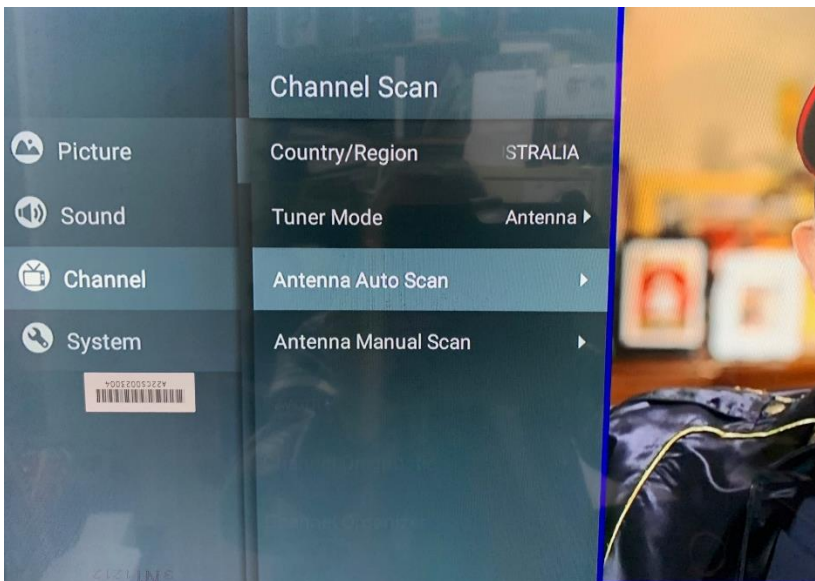 Channel Scan
Picture
Country/Region STRALIA
Sound
Tuner Mode Antenna
Channel
Antenna Auto Scan
System
Antenna Manual Scan